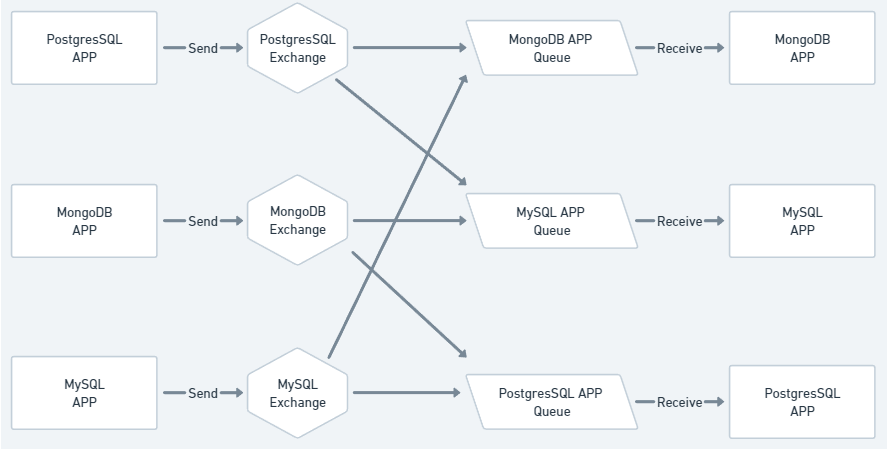 PostgresSQL
APP
Send
PostgresSQL
Exchange
MongoDB APP
Queue
Receive
MongoDB
APP
MongoDB
APP
Send
MongoDB
Exchange
MySQL APP
Queue
Receive
MySQL
APP
MySQL
APP
Send
MySQL
Exchange
PostgresSQL APP
Queue
Receive
PostgresSQL
APP